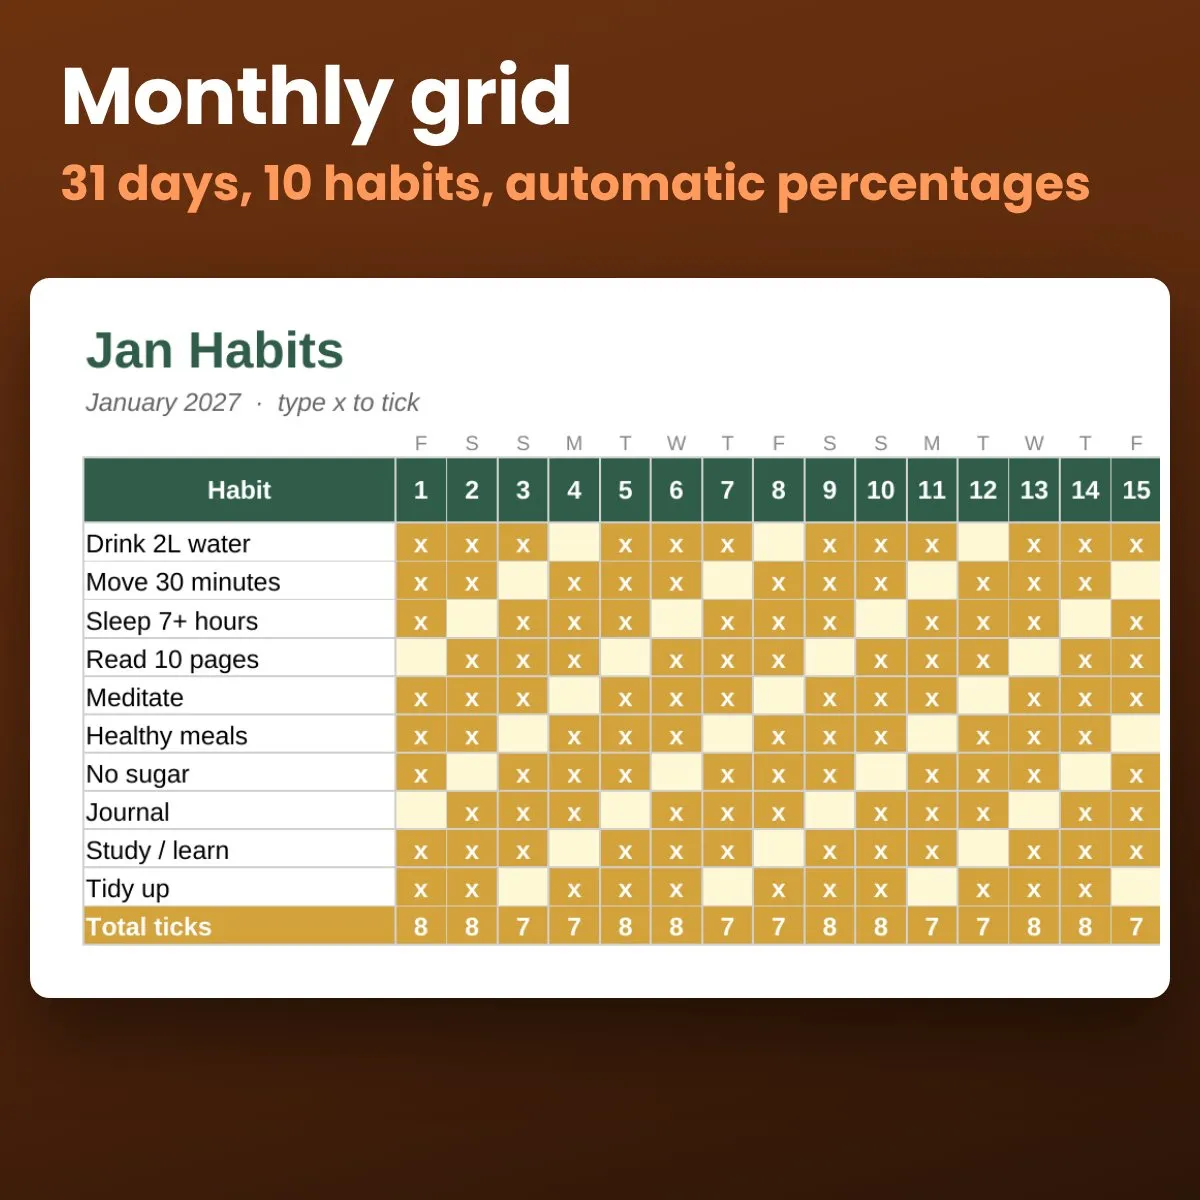 Monthly grid
31 days, 10 habits, automatic percentages
Jan Habits
January 2027 · type x to tick
F S S M T W T F S S M T W T F
Habit 1 2 3 4 5 6 7 8 9 10 11 12 13 14 15
Drink 2L water x x x x x x x x x x x x
Move 30 minutes x x x x x x x x x x x
Sleep 7+ hours x x x x x x x x x x x
Read 10 pages x x x x x x x x x x x
Meditate x x x x x x x x x x x x
Healthy meals x x x x x x x x x x x
No sugar x x x x x x x x x x x
Journal x x x x x x x x x x x
Study / learn x x x x x x x x x x x x
Tidy up x x x x x x x x x x x
Total ticks 8 8 7 7 8 8 7 7 8 8 7 7 8 8 7